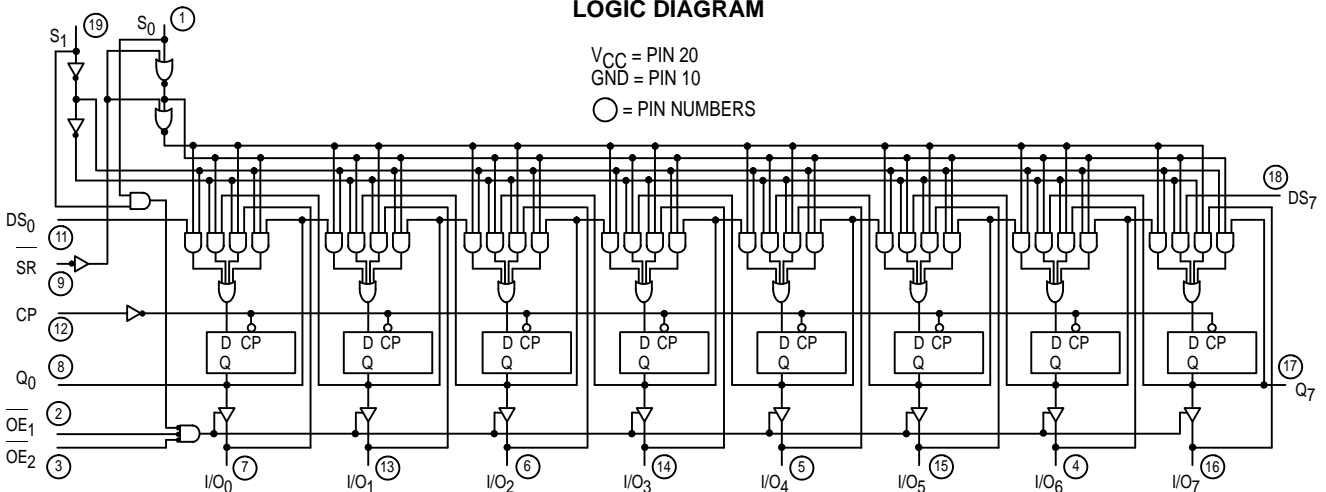 LOGIC DIAGRAM
S1 19 S0 1
VCC = PIN 20
GND = PIN 10
= PIN NUMBERS
18
DS7
DS0
11
SR
9
CP
12
D CP D CP D CP D CP D CP D CP D CP D CP
Q Q Q Q Q Q Q Q
Q0
8
17
Q7
OE1
2
OE2
3
I/O0 7 I/O1 13 I/O2 6 I/O3 14 I/O4 5 I/O5 15 I/O6 4 I/O7 16